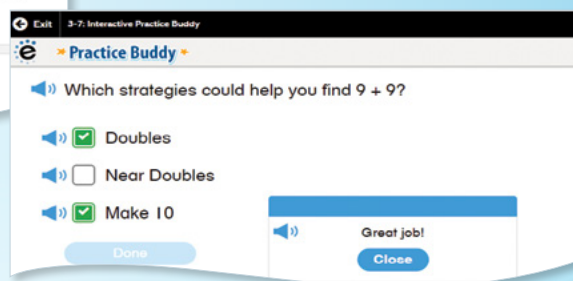 Exit 3-7: Interactive Practice Buddy
e Practice Buddy
Which strategies could help you find 9 + 9?
Doubles
Near Doubles
Make 10
Great job!
Done
Close